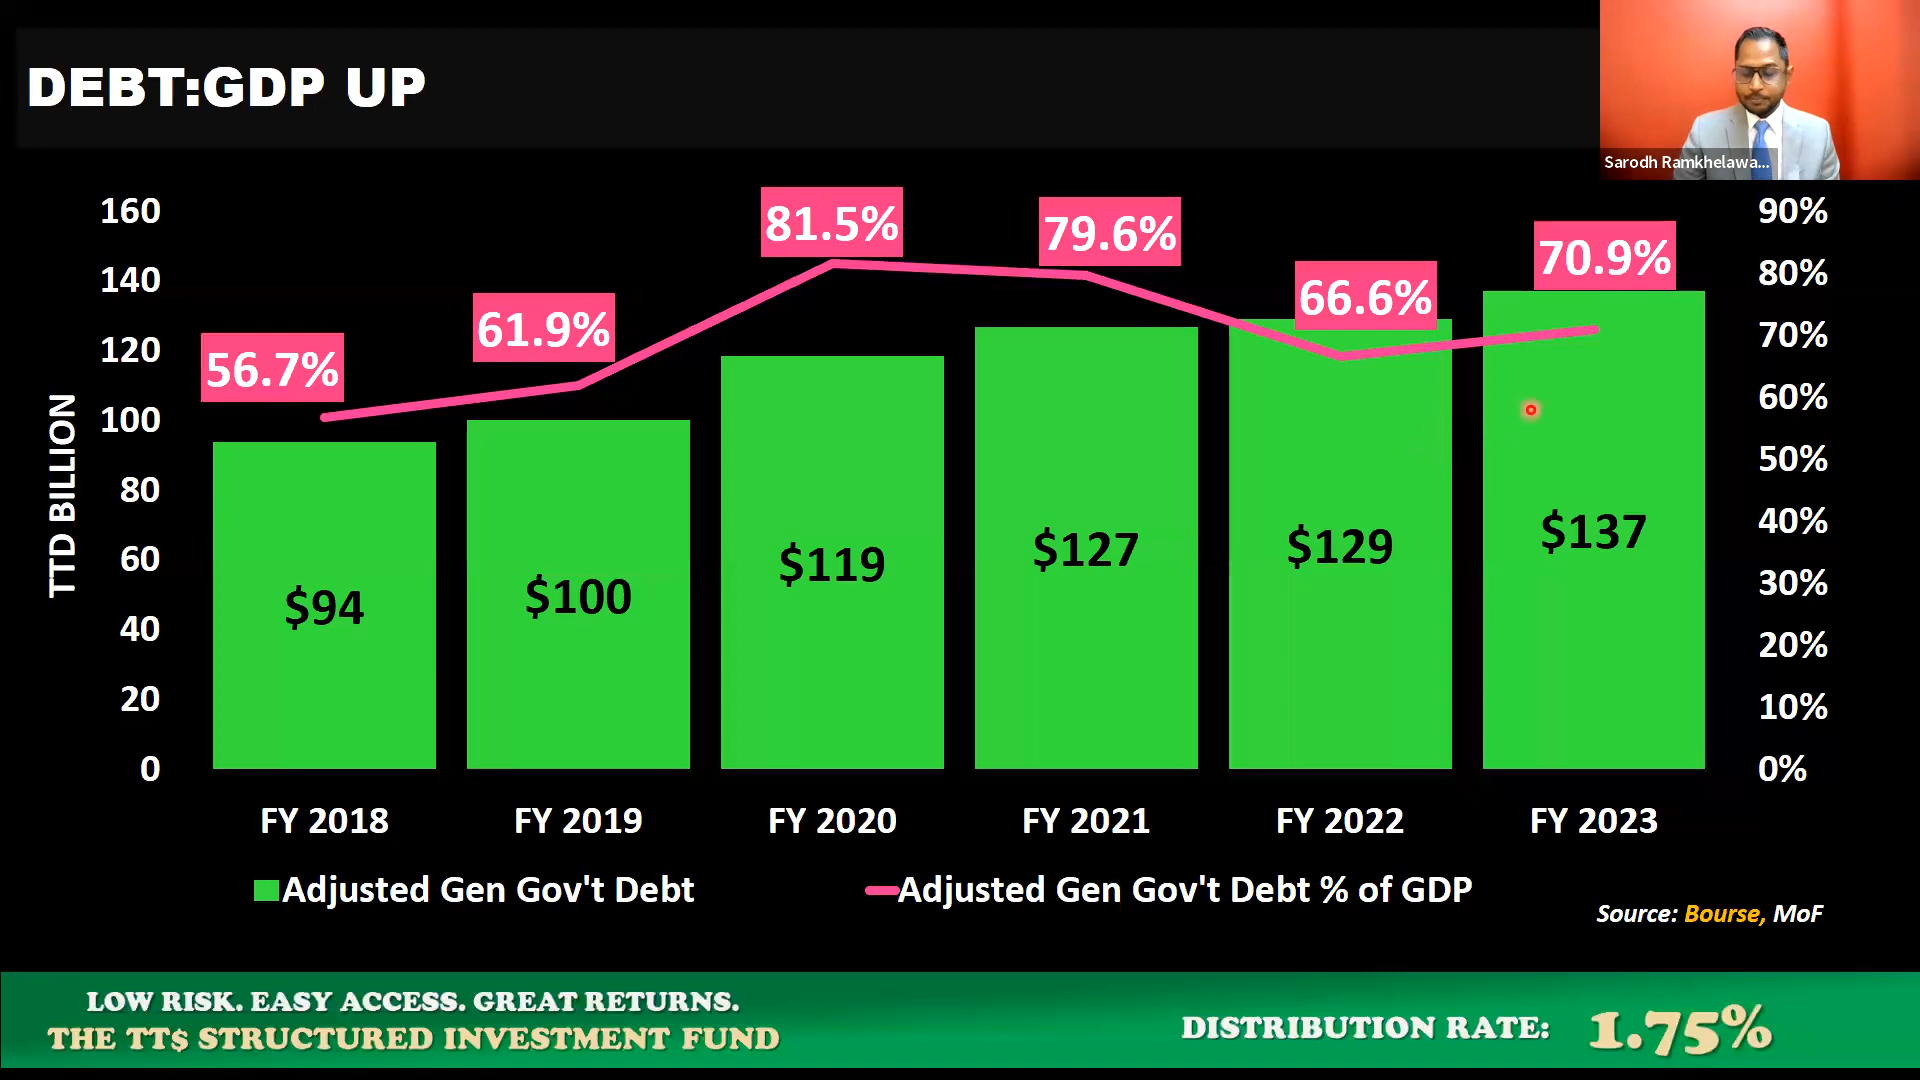 DEBT:GDP UP
Sarodh Ramkhelawa...
160
140
120
100
80
60
40
20
0
TTD BILLION
90%
80%
70%
60%
50%
40%
30%
20%
10%
0%
56.7%
61.9%
81.5%
79.6%
66.6%
70.9%
$94
$100
$119
$127
$129
$137
FY 2018
FY 2019
FY 2020
FY 2021
FY 2022
FY 2023
Adjusted Gen Gov't Debt
Adjusted Gen Gov't Debt % of GDP
Source: Bourse, MoF
LOW RISK. EASY ACCESS. GREAT RETURNS.
THE TT$ STRUCTURED INVESTMENT FUND
DISTRIBUTION RATE: 1.75%